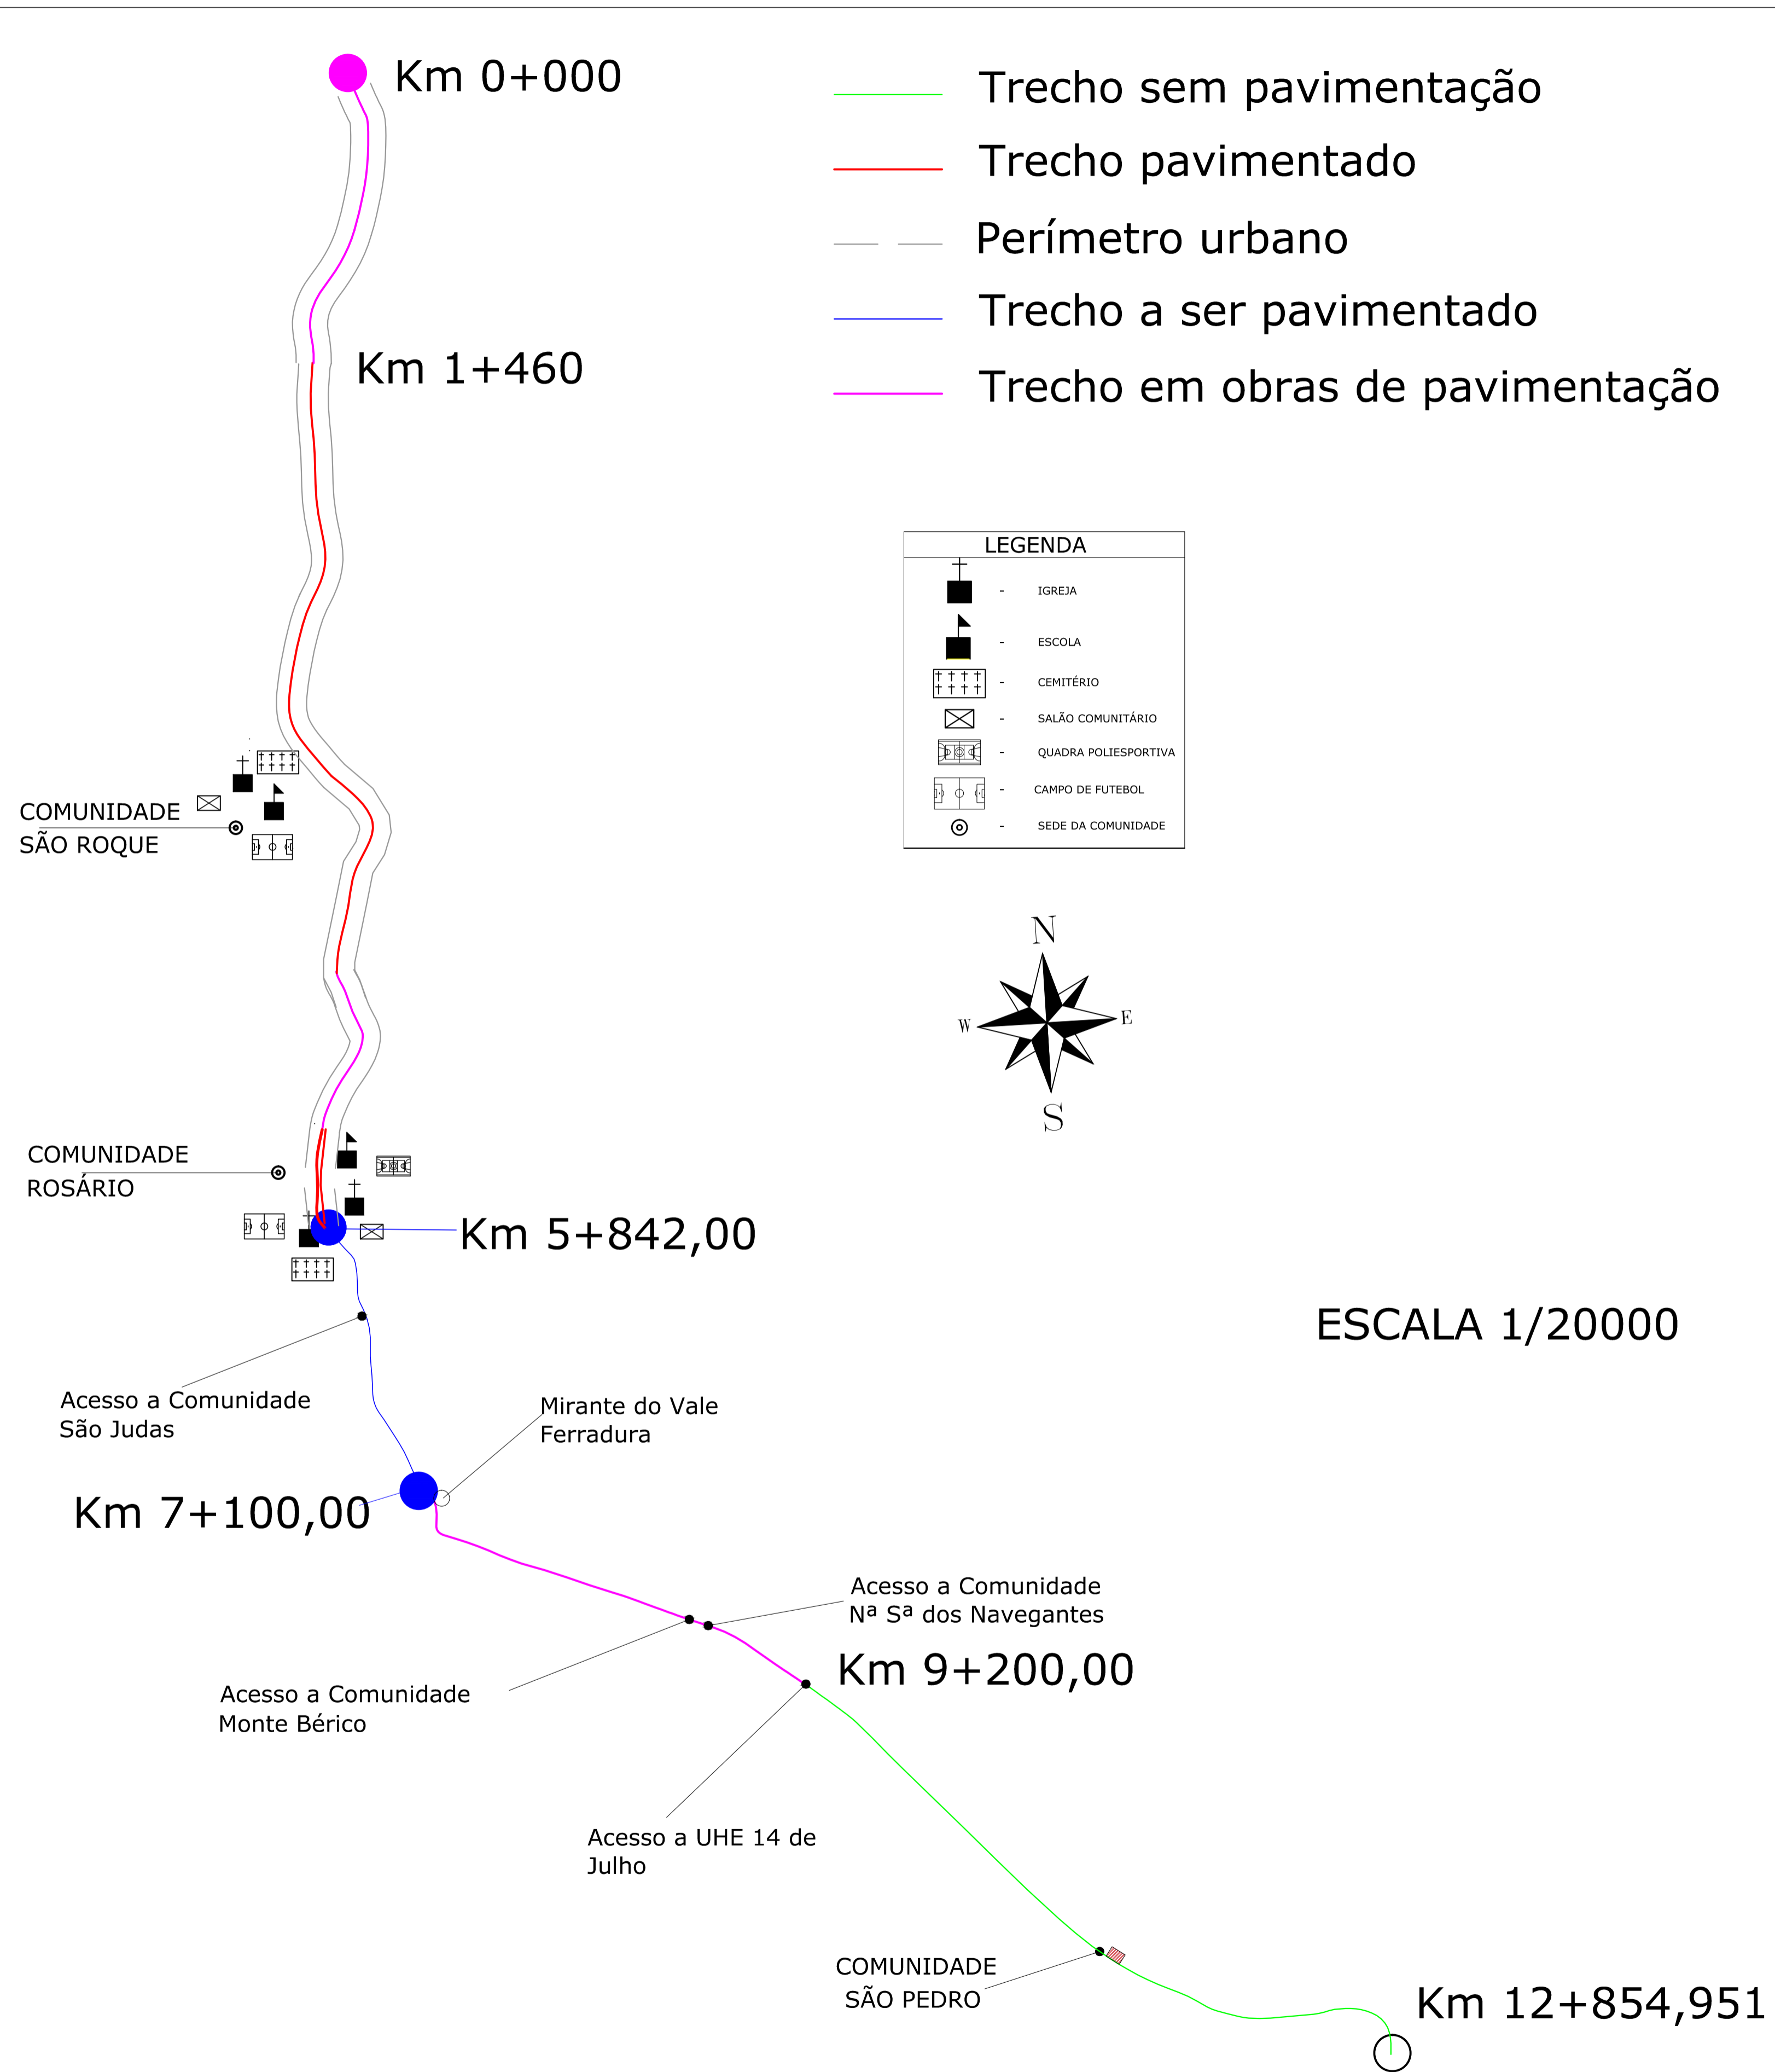 Km 0+000
Trecho sem pavimentação
Trecho pavimentado
Perímetro urbano
Trecho a ser pavimentado
Km 1+460
Trecho em obras de pavimentação
LEGENDA
- IGREJA
- ESCOLA
- CEMITÉRIO
- SALÃO COMUNITÁRIO
- QUADRA POLIESPORTIVA
- CAMPO DE FUTEBOL
- SEDE DA COMUNIDADE
COMUNIDADE
SÃO ROQUE
N
W
E
S
COMUNIDADE
ROSÁRIO
Km 5+842,00
ESCALA 1/20000
Acesso a Comunidade
São Judas
Mirante do Vale
Ferradura
Km 7+100,00
Acesso a Comunidade
Nª Sª dos Navegantes
Km 9+200,00
Acesso a Comunidade
Monte Bérico
Acesso a UHE 14 de
Julho
COMUNIDADE
SÃO PEDRO
Km 12+854,951